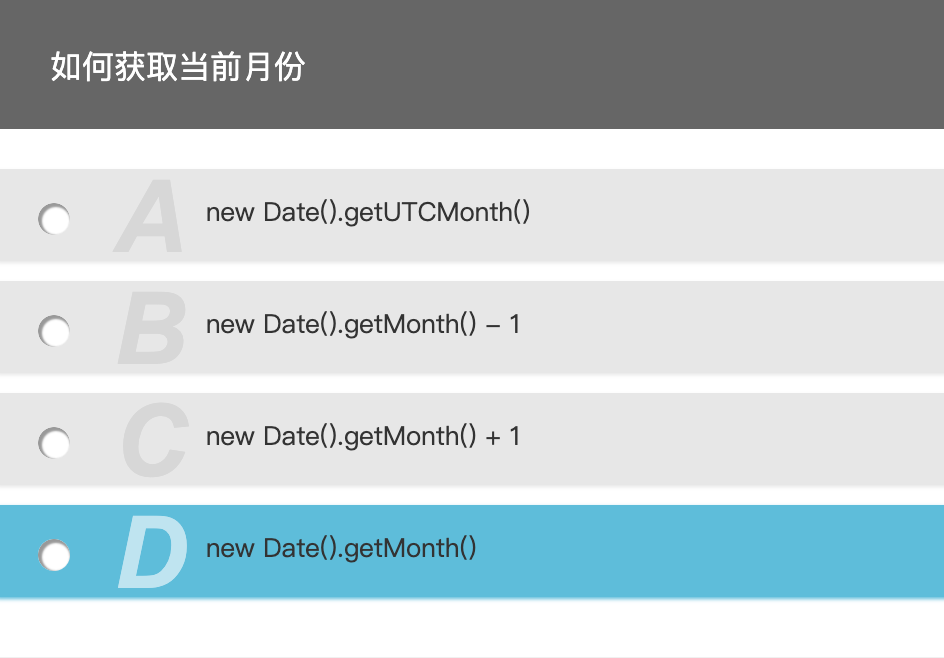 如何获取当前月份
A new Date().getUTCMonth()
B new Date().getMonth() – 1
C new Date().getMonth() + 1
D new Date().getMonth()